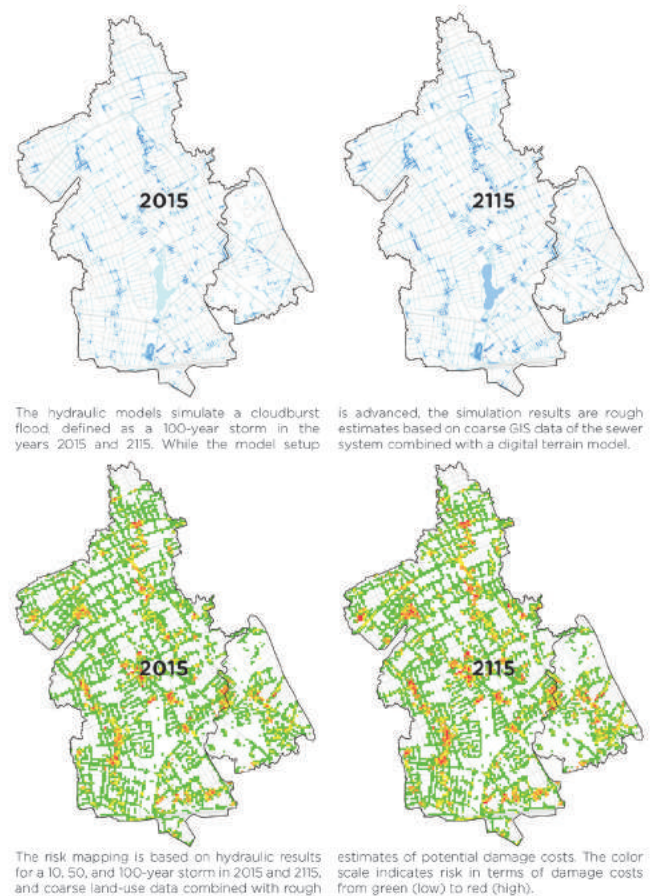 2015
2115
The hydraulic models simulate a cloudburst
flood, defined as a 100-year storm in the
years 2015 and 2115. While the model setup
is advanced, the simulation results are rough
estimates based on coarse GIS data of the sewer
system combined with a digital terrain model.
2015
2115
The risk mapping is based on hydraulic results
for a 10, 50, and 100-year storm in 2015 and 2115,
and coarse land-use data combined with rough
estimates of potential damage costs. The color
scale indicates risk in terms of damage costs
from green (low) to red (high).